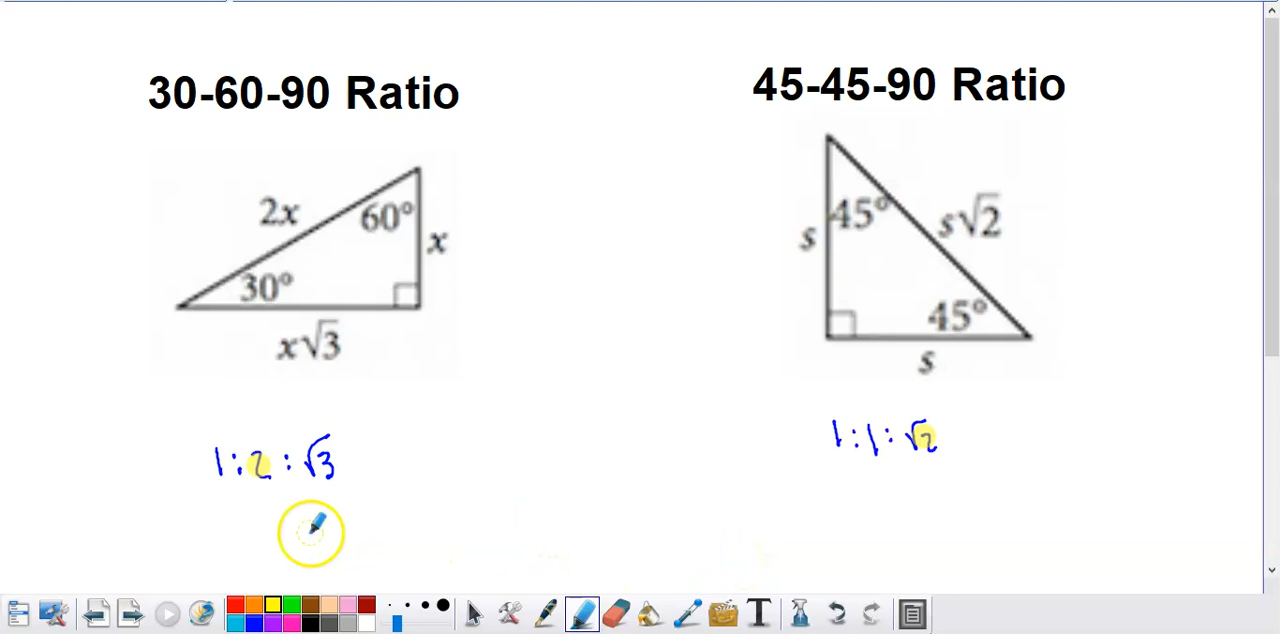 30-60-90 Ratio
2x
60°
x
30°
x√3
1:2:√3
45-45-90 Ratio
45°
s
s√2
45°
s
1:1:√2
T